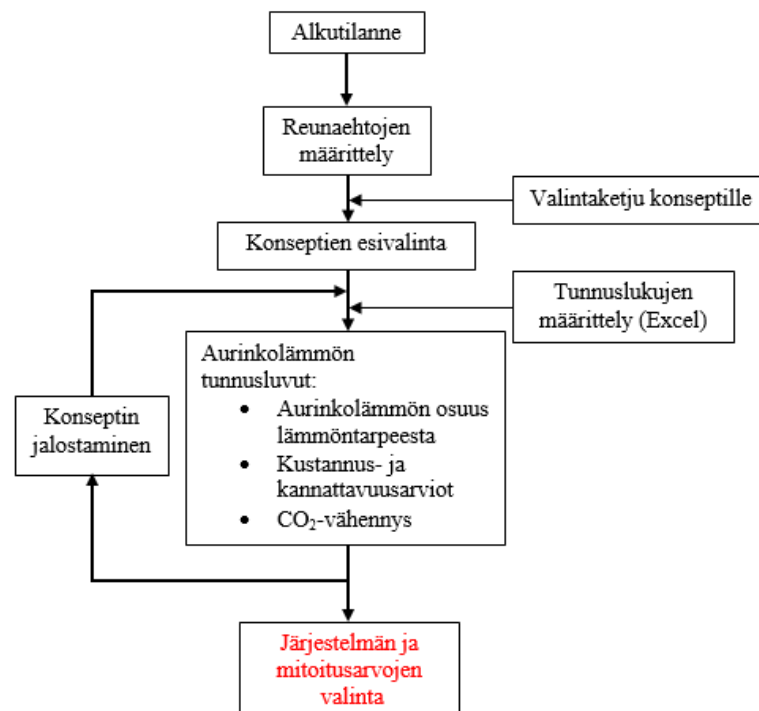 Alkutilanne
Reunaehtojen
määrittely
Valintaketju konseptille
Konseptien esivalinta
Tunnuslukujen
määrittely (Excel)
Aurinkolämmön
tunnusluvut:
• Aurinkolämmön osuus
lämmöntarpeesta
• Kustannus- ja
kannattavuusarviot
• CO₂-vähennys
Konseptin
jalostaminen
Järjestelmän ja
mitoitusarvojen
valinta